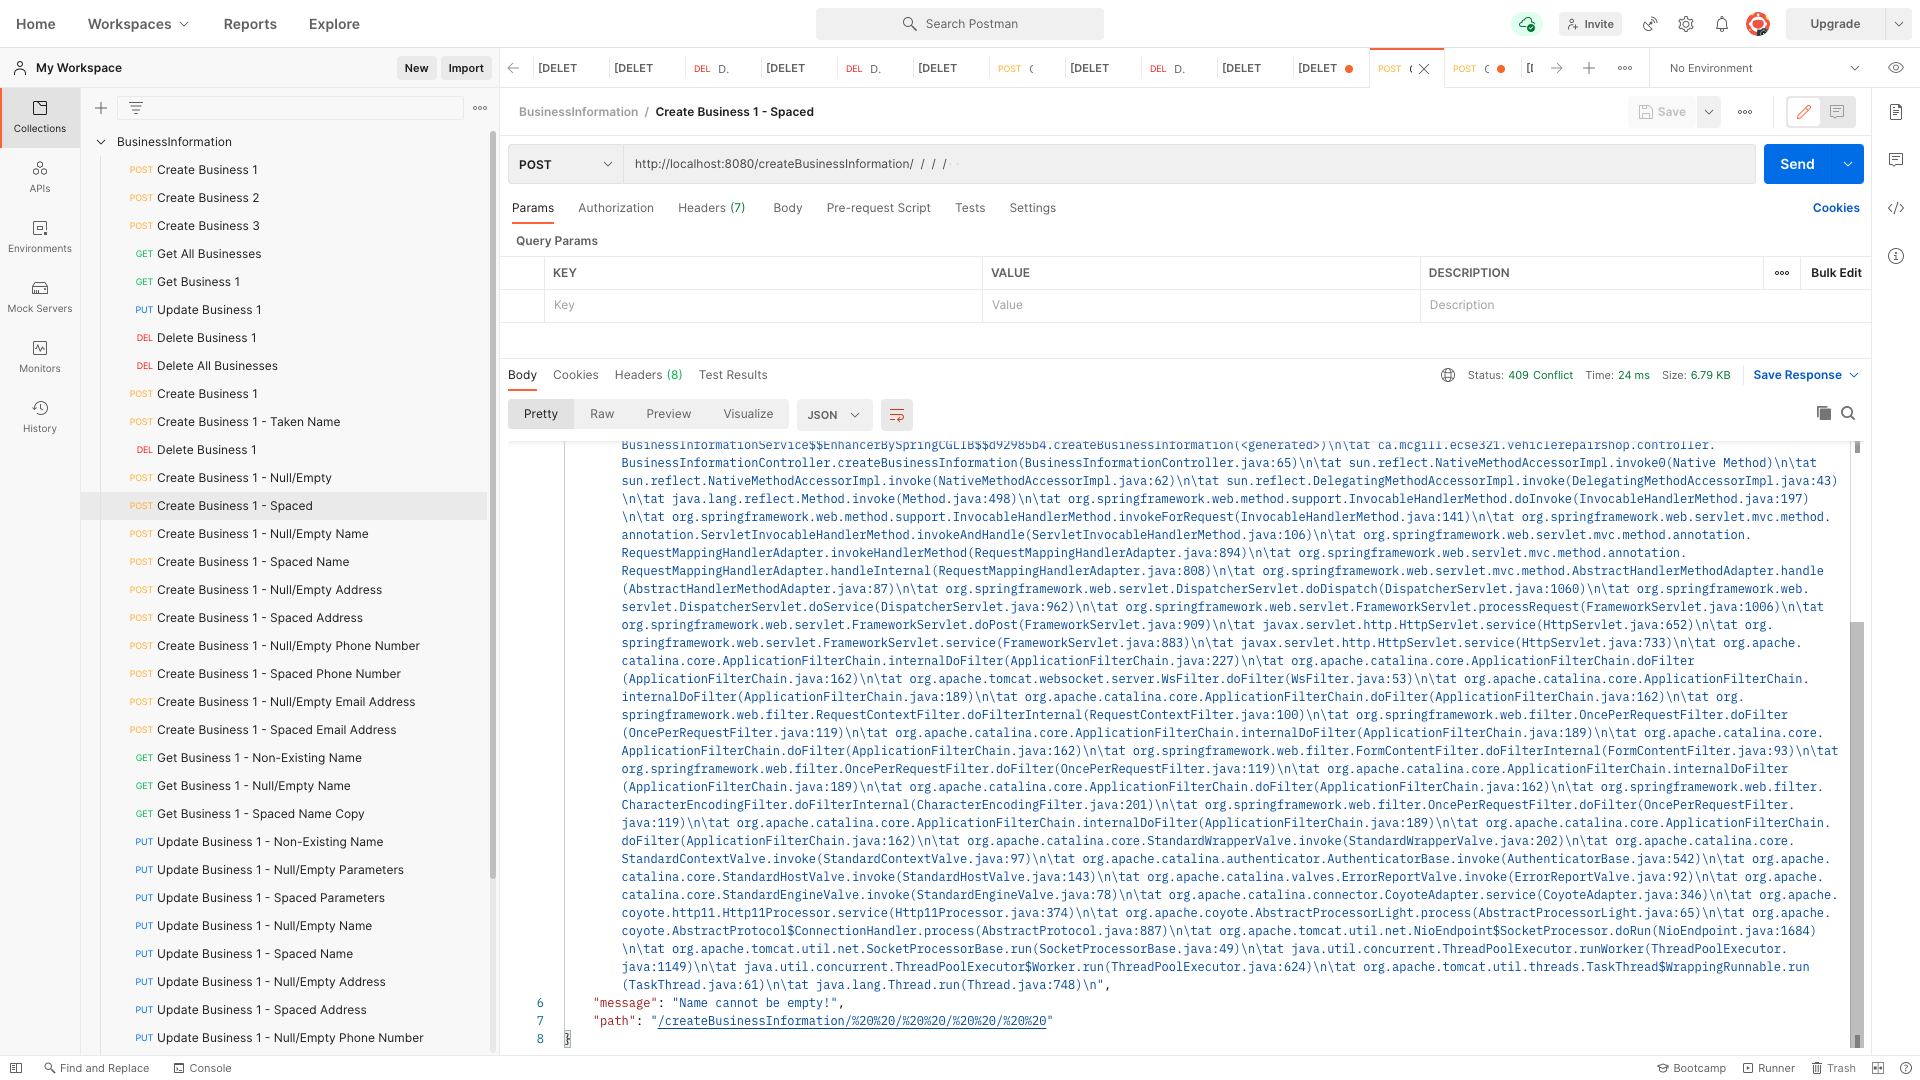 Home Workspaces Reports Explore Search Postman Invite Upgrade
My Workspace New Import [DELET [DELET DEL D. [DELET DEL D. [DELET POST [DELET DEL D. [DELET [DELET POST POST No Environment
BusinessInformation / Create Business 1 - Spaced Save
Collections
APIs
Environments
Mock Servers
Monitors
History
BusinessInformation
POST Create Business 1
POST Create Business 2
POST Create Business 3
GET Get All Businesses
GET Get Business 1
PUT Update Business 1
DEL Delete Business 1
DEL Delete All Businesses
POST Create Business 1
POST Create Business 1 - Taken Name
DEL Delete Business 1
POST Create Business 1 - Null/Empty
POST Create Business 1 - Spaced
POST Create Business 1 - Null/Empty Name
POST Create Business 1 - Spaced Name
POST Create Business 1 - Null/Empty Address
POST Create Business 1 - Spaced Address
POST Create Business 1 - Null/Empty Phone Number
POST Create Business 1 - Spaced Phone Number
POST Create Business 1 - Null/Empty Email Address
POST Create Business 1 - Spaced Email Address
GET Get Business 1 - Non-Existing Name
GET Get Business 1 - Null/Empty Name
GET Get Business 1 - Spaced Name Copy
PUT Update Business 1 - Non-Existing Name
PUT Update Business 1 - Null/Empty Parameters
PUT Update Business 1 - Spaced Parameters
PUT Update Business 1 - Null/Empty Name
PUT Update Business 1 - Spaced Name
PUT Update Business 1 - Null/Empty Address
PUT Update Business 1 - Spaced Address
PUT Update Business 1 - Null/Empty Phone Number
POST http://localhost:8080/createBusinessInformation/ / / / Send
Params Authorization Headers (7) Body Pre-request Script Tests Settings Cookies
Query Params
KEY VALUE DESCRIPTION Bulk Edit
Key Value Description
Body Cookies Headers (8) Test Results Status: 409 Conflict Time: 24 ms Size: 6.79 KB Save Response
Pretty Raw Preview Visualize JSON
BusinessInformationService$$EnhancerBySpringCGLIB$$d92985b4.createBusinessInformation(<generated>)\n\tat ca.mcgill.ecse321.vehiclerepairshop.controller.
BusinessInformationController.createBusinessInformation(BusinessInformationController.java:65)\n\tat sun.reflect.NativeMethodAccessorImpl.invoke0(Native Method)\n\tat
sun.reflect.NativeMethodAccessorImpl.invoke(NativeMethodAccessorImpl.java:62)\n\tat sun.reflect.DelegatingMethodAccessorImpl.invoke(DelegatingMethodAccessorImpl.java:43)
\n\tat java.lang.reflect.Method.invoke(Method.java:498)\n\tat org.springframework.web.method.support.InvocableHandlerMethod.doInvoke(InvocableHandlerMethod.java:197)
\n\tat org.springframework.web.method.support.InvocableHandlerMethod.invokeForRequest(InvocableHandlerMethod.java:141)\n\tat org.springframework.web.servlet.mvc.method.
annotation.ServletInvocableHandlerMethod.invokeAndHandle(ServletInvocableHandlerMethod.java:106)\n\tat org.springframework.web.servlet.mvc.method.annotation.
RequestMappingHandlerAdapter.invokeHandlerMethod(RequestMappingHandlerAdapter.java:894)\n\tat org.springframework.web.servlet.mvc.method.annotation.
RequestMappingHandlerAdapter.handleInternal(RequestMappingHandlerAdapter.java:808)\n\tat org.springframework.web.servlet.mvc.method.AbstractHandlerMethodAdapter.handle
(AbstractHandlerMethodAdapter.java:87)\n\tat org.springframework.web.servlet.DispatcherServlet.doDispatch(DispatcherServlet.java:1060)\n\tat org.springframework.web.
servlet.DispatcherServlet.doService(DispatcherServlet.java:962)\n\tat org.springframework.web.servlet.FrameworkServlet.processRequest(FrameworkServlet.java:1006)\n\tat
org.springframework.web.servlet.FrameworkServlet.doPost(FrameworkServlet.java:909)\n\tat javax.servlet.http.HttpServlet.service(HttpServlet.java:652)\n\tat org.
springframework.web.servlet.FrameworkServlet.service(FrameworkServlet.java:883)\n\tat javax.servlet.http.HttpServlet.service(HttpServlet.java:733)\n\tat org.apache.
catalina.core.ApplicationFilterChain.internalDoFilter(ApplicationFilterChain.java:227)\n\tat org.apache.catalina.core.ApplicationFilterChain.doFilter
(ApplicationFilterChain.java:162)\n\tat org.apache.tomcat.websocket.server.WsFilter.doFilter(WsFilter.java:53)\n\tat org.apache.catalina.core.ApplicationFilterChain.
internalDoFilter(ApplicationFilterChain.java:189)\n\tat org.apache.catalina.core.ApplicationFilterChain.doFilter(ApplicationFilterChain.java:162)\n\tat org.
springframework.web.filter.RequestContextFilter.doFilterInternal(RequestContextFilter.java:100)\n\tat org.springframework.web.filter.OncePerRequestFilter.doFilter
(OncePerRequestFilter.java:119)\n\tat org.apache.catalina.core.ApplicationFilterChain.internalDoFilter(ApplicationFilterChain.java:189)\n\tat org.apache.catalina.core.
ApplicationFilterChain.doFilter(ApplicationFilterChain.java:162)\n\tat org.springframework.web.filter.FormContentFilter.doFilterInternal(FormContentFilter.java:93)\n\tat
org.springframework.web.filter.OncePerRequestFilter.doFilter(OncePerRequestFilter.java:119)\n\tat org.apache.catalina.core.ApplicationFilterChain.internalDoFilter
(ApplicationFilterChain.java:189)\n\tat org.apache.catalina.core.ApplicationFilterChain.doFilter(ApplicationFilterChain.java:162)\n\tat org.springframework.web.filter.
CharacterEncodingFilter.doFilterInternal(CharacterEncodingFilter.java:201)\n\tat org.springframework.web.filter.OncePerRequestFilter.doFilter(OncePerRequestFilter.
java:119)\n\tat org.apache.catalina.core.ApplicationFilterChain.internalDoFilter(ApplicationFilterChain.java:189)\n\tat org.apache.catalina.core.ApplicationFilterChain.
doFilter(ApplicationFilterChain.java:162)\n\tat org.apache.catalina.core.StandardWrapperValve.invoke(StandardWrapperValve.java:202)\n\tat org.apache.catalina.core.
StandardContextValve.invoke(StandardContextValve.java:97)\n\tat org.apache.catalina.authenticator.AuthenticatorBase.invoke(AuthenticatorBase.java:542)\n\tat org.apache.
catalina.core.StandardHostValve.invoke(StandardHostValve.java:143)\n\tat org.apache.catalina.valves.ErrorReportValve.invoke(ErrorReportValve.java:92)\n\tat org.apache.
catalina.core.StandardEngineValve.invoke(StandardEngineValve.java:78)\n\tat org.apache.catalina.connector.CoyoteAdapter.service(CoyoteAdapter.java:346)\n\tat org.apache.
coyote.http11.Http11Processor.service(Http11Processor.java:374)\n\tat org.apache.coyote.AbstractProcessorLight.process(AbstractProcessorLight.java:65)\n\tat org.apache.
coyote.AbstractProtocol$ConnectionHandler.process(AbstractProtocol.java:887)\n\tat org.apache.tomcat.util.net.NioEndpoint$SocketProcessor.doRun(NioEndpoint.java:1684)
\n\tat org.apache.tomcat.util.net.SocketProcessorBase.run(SocketProcessorBase.java:49)\n\tat java.util.concurrent.ThreadPoolExecutor.runWorker(ThreadPoolExecutor.
java:1149)\n\tat java.util.concurrent.ThreadPoolExecutor$Worker.run(ThreadPoolExecutor.java:624)\n\tat org.apache.tomcat.util.threads.TaskThread$WrappingRunnable.run
(TaskThread.java:61)\n\tat java.lang.Thread.run(Thread.java:748)\n",
6 "message": "Name cannot be empty!",
7 "path": "/createBusinessInformation/%20%20/%20%20/%20%20/%20%20"
8 }
Find and Replace Console Bootcamp Runner Trash